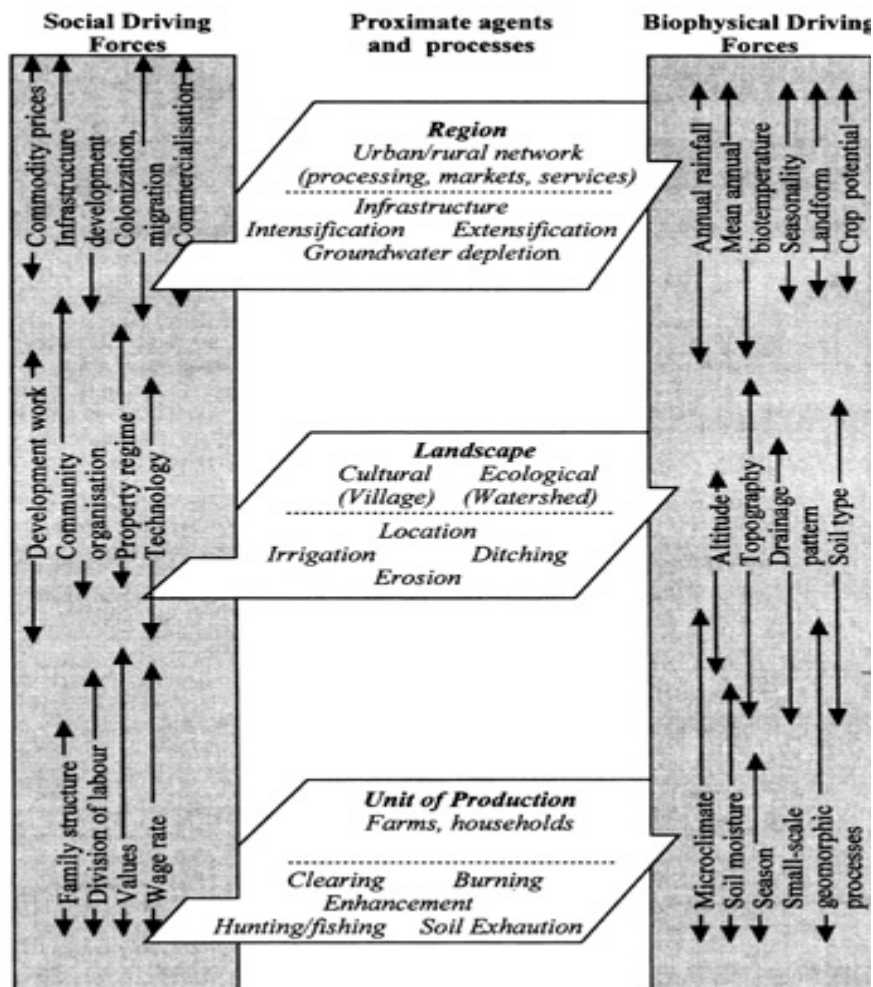 Social Driving
Forces
Proximate agents
and processes
Biophysical Driving
Forces
Commodity prices
Infrastructure
development
Colonization,
migration
Commercialisation
Development work
Community
organisation
Property regime
Technology
Family structure
Division of labour
Values
Wage rate
Region
Urban/rural network
(processing, markets, services)
Infrastructure
Intensification Extensification
Groundwater depletion
Landscape
Cultural Ecological
(Village) (Watershed)
Location
Irrigation Ditching
Erosion
Unit of Production
Farms, households
Clearing Burning
Enhancement
Hunting/fishing Soil Exhaution
Annual rainfall
Mean annual
biotemperature
Seasonality
Landform
Crop potential
Altitude
Topography
Drainage
pattern
Soil type
Microclimate
Soil moisture
Season
Small-scale
geomorphic
processes